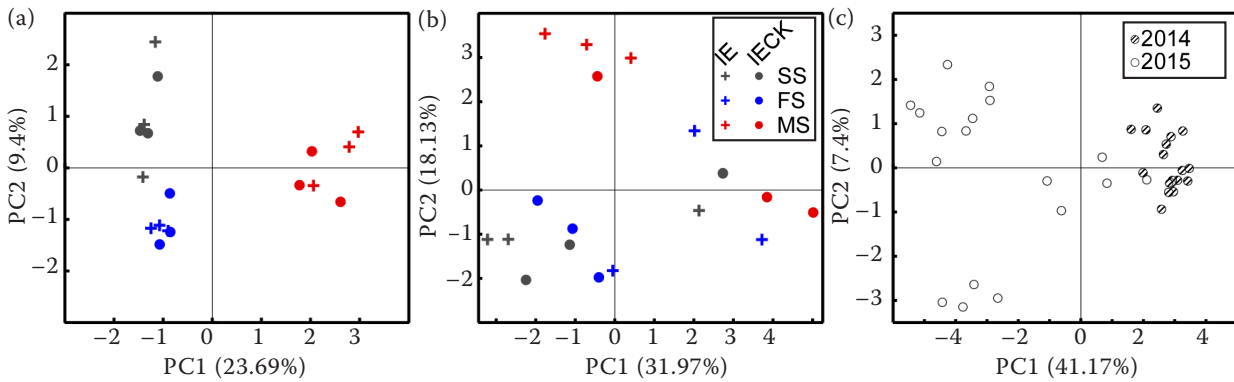 (a)
2
1
0
−1
−2
−2
−1
0
1
2
3
PC2 (9.4%)
PC1 (23.69%)
(b)
3
2
1
0
−1
−2
−2
0
2
4
PC2 (18.13%)
PC1 (31.97%)
IE
IECK
SS
FS
MS
(c)
3
2
1
0
−1
−2
−3
−4
−2
0
2
4
PC2 (7.4%)
PC1 (41.17%)
2014
2015